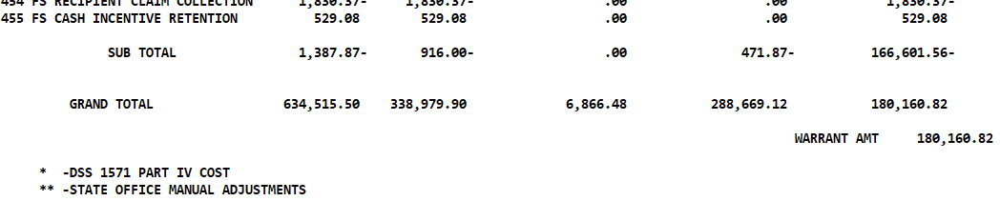 454 FS RECIPIENT CLAIM COLLECTION 1,830.37- 1,830.37- .00 .00 1,830.37-
455 FS CASH INCENTIVE RETENTION 529.08 529.08 .00 .00 529.08
SUB TOTAL 1,387.87- 916.00- .00 471.87- 166,601.56-
GRAND TOTAL 634,515.50 338,979.90 6,866.48 288,669.12 180,160.82
WARRANT AMT 180,160.82
* -DSS 1571 PART IV COST
** -STATE OFFICE MANUAL ADJUSTMENTS